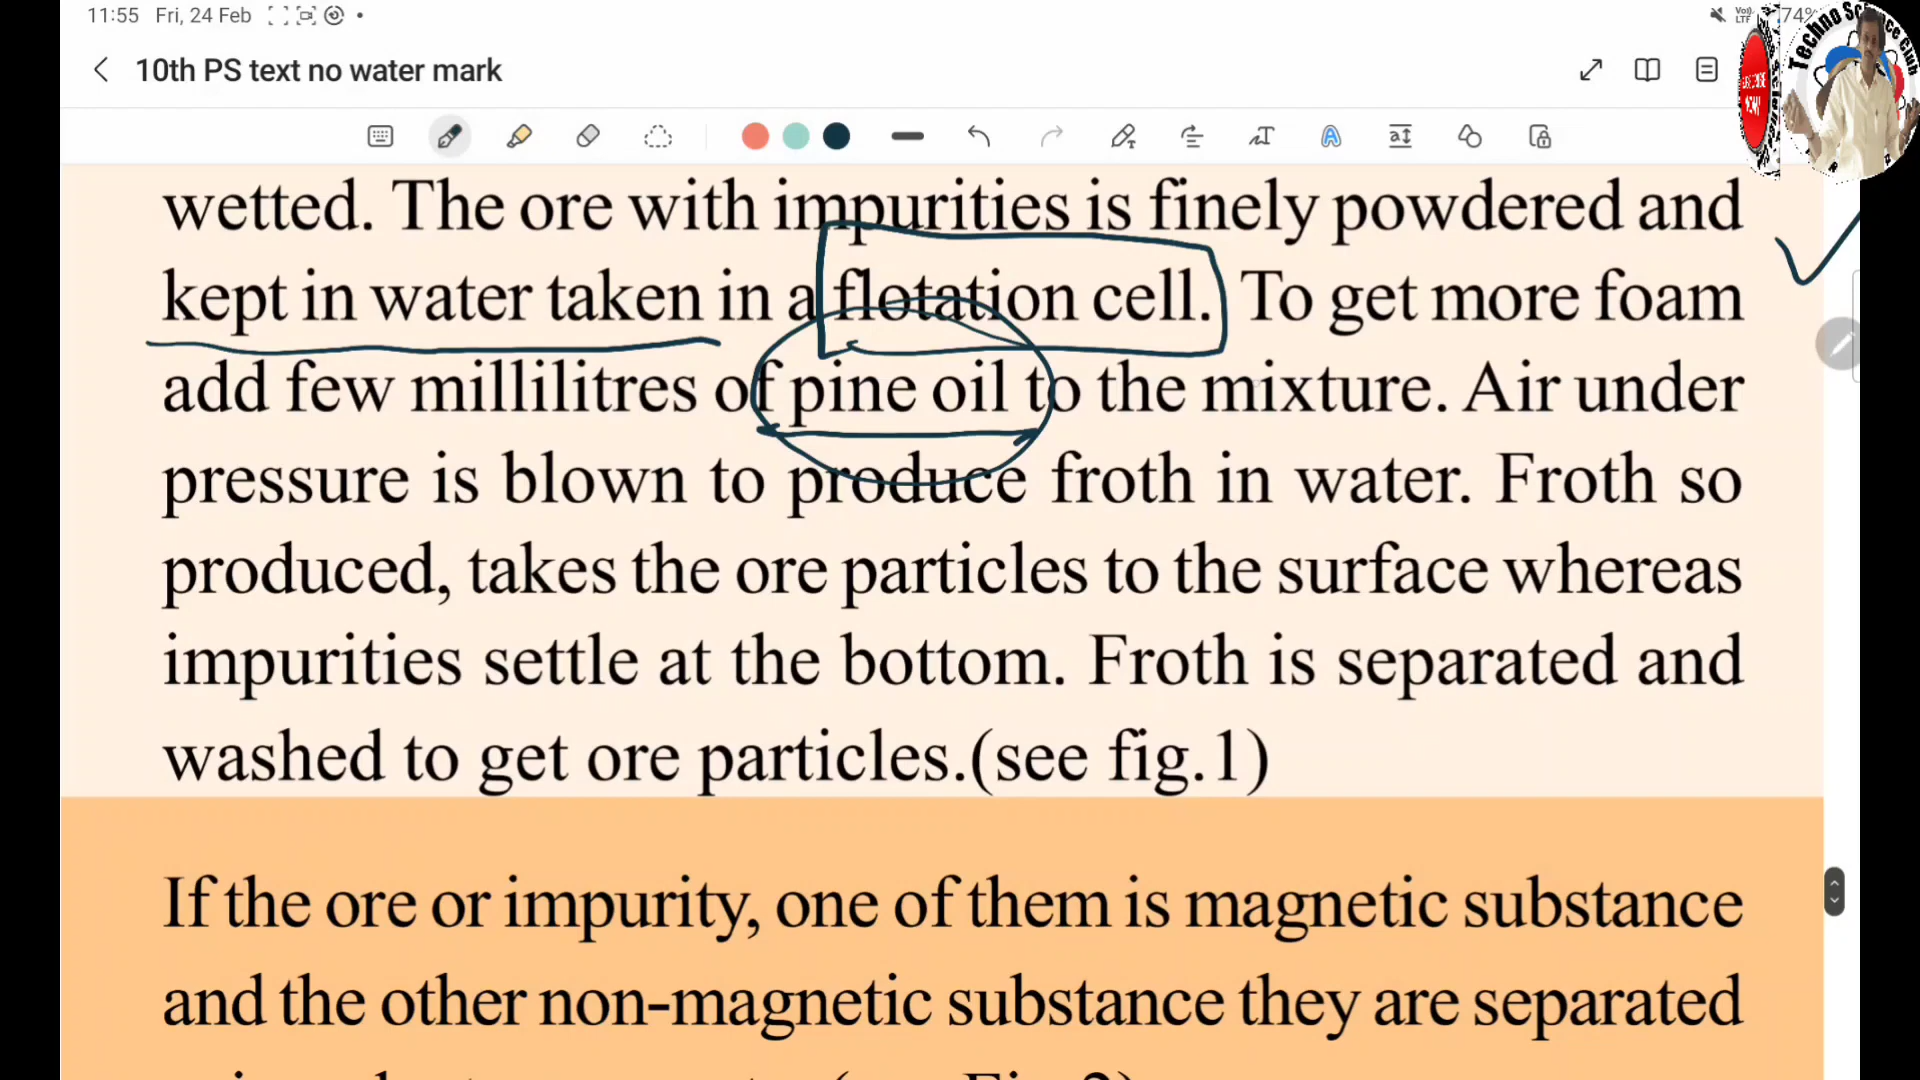 11:55 Fri, 24 Feb
74%
10th PS text no water mark
Techno Science Club
NOW!
wetted. The ore with impurities is finely powdered and
kept in water taken in a flotation cell. To get more foam
add few millilitres of pine oil to the mixture. Air under
pressure is blown to produce froth in water. Froth so
produced, takes the ore particles to the surface whereas
impurities settle at the bottom. Froth is separated and
washed to get ore particles.(see fig.1)
If the ore or impurity, one of them is magnetic substance
and the other non-magnetic substance they are separated